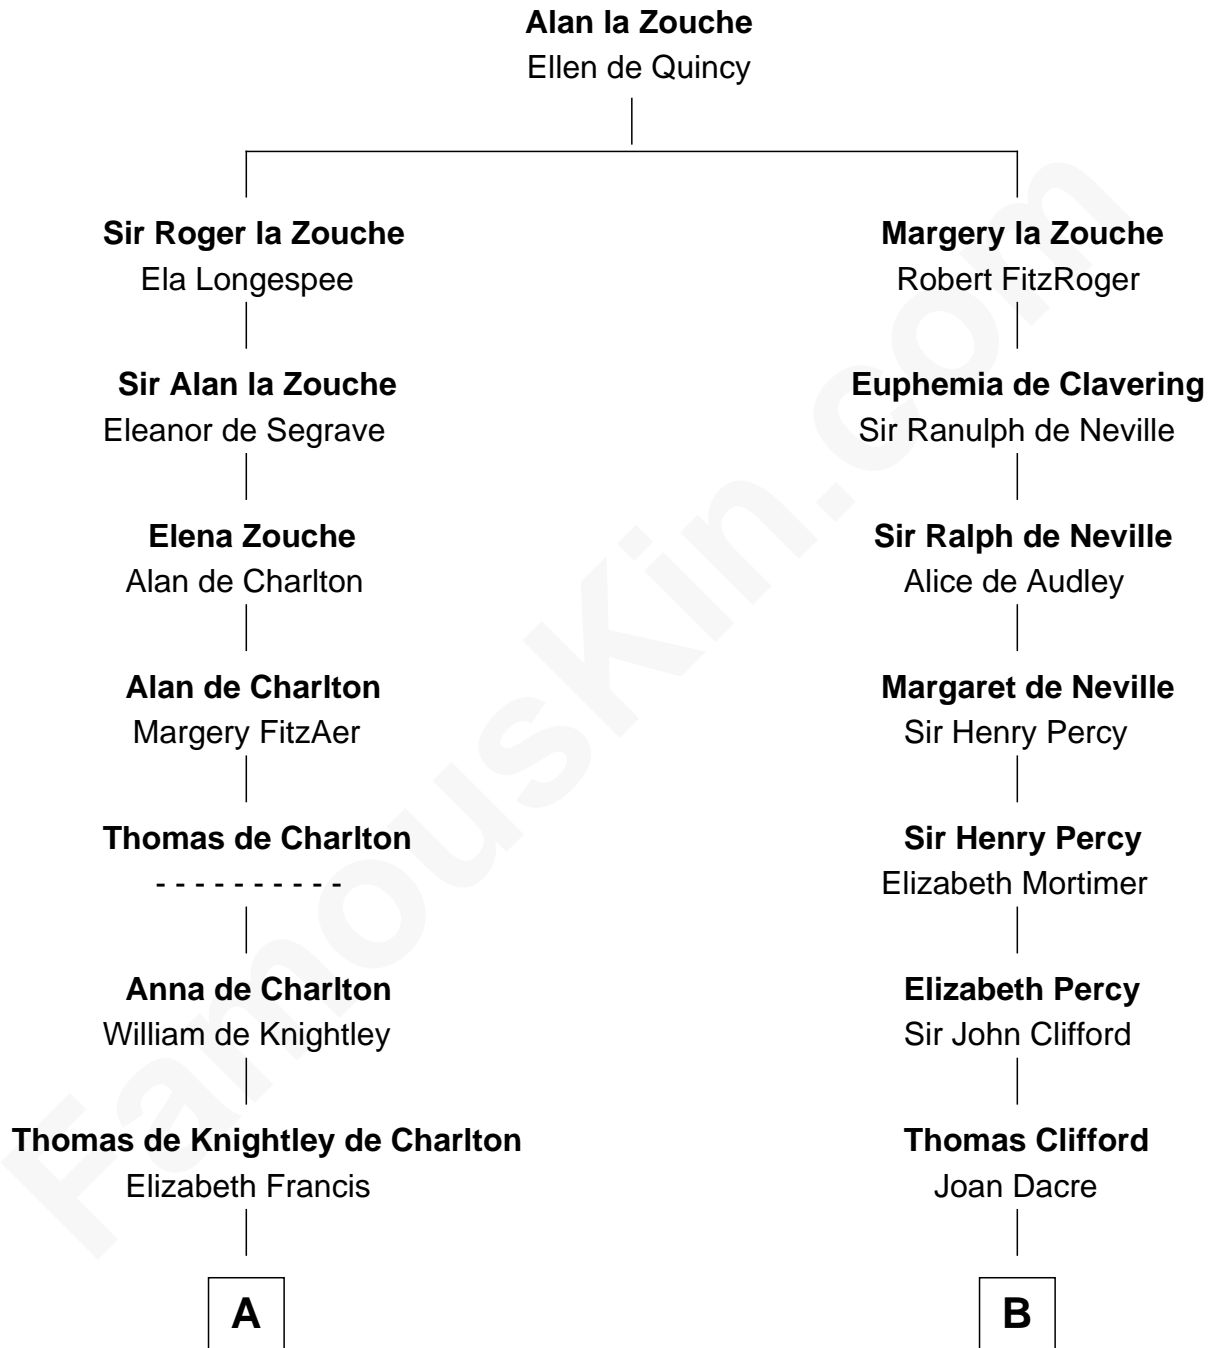 Alan la Zouche
Ellen de Quincy
Sir Roger la Zouche
Ela Longespee
Margery la Zouche
Robert FitzRoger
Sir Alan la Zouche
Eleanor de Segrave
Euphemia de Clavering
Sir Ranulph de Neville
Elena Zouche
Alan de Charlton
Sir Ralph de Neville
Alice de Audley
Alan de Charlton
Margery FitzAer
Margaret de Neville
Sir Henry Percy
Thomas de Charlton
- - - - - - - - - -
Sir Henry Percy
Elizabeth Mortimer
Anna de Charlton
William de Knightley
Elizabeth Percy
Sir John Clifford
Thomas de Knightley de Charlton
Elizabeth Francis
Thomas Clifford
Joan Dacre
A
B
FamousKin.com